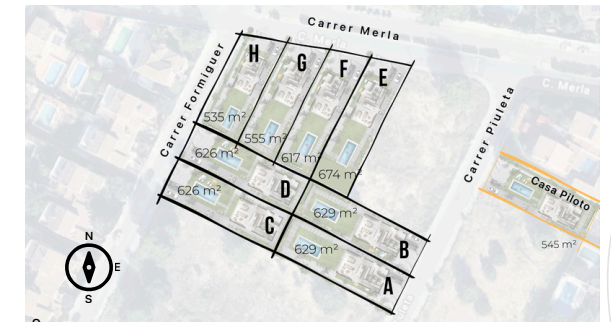 Carrer Merla
C. Merla
C. Merla
Carrer Formiguer
Carrer Piuleta
H
G
F
E
535 m²
555 m²
617 m²
674 m²
626 m²
D
626 m²
C
629 m²
B
629 m²
A
Casa Piloto
545 m²
N
E
S